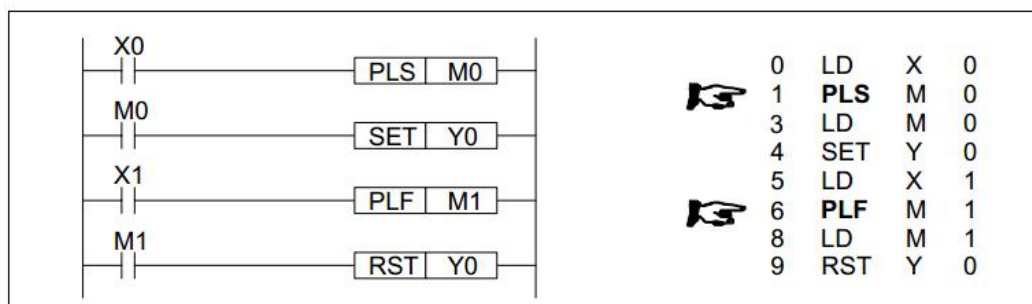 X0
PLS M0
M0
SET Y0
X1
PLF M1
M1
RST Y0
0 LD X 0
1 PLS M 0
3 LD M 0
4 SET Y 0
5 LD X 1
6 PLF M 1
8 LD M 1
9 RST Y 0